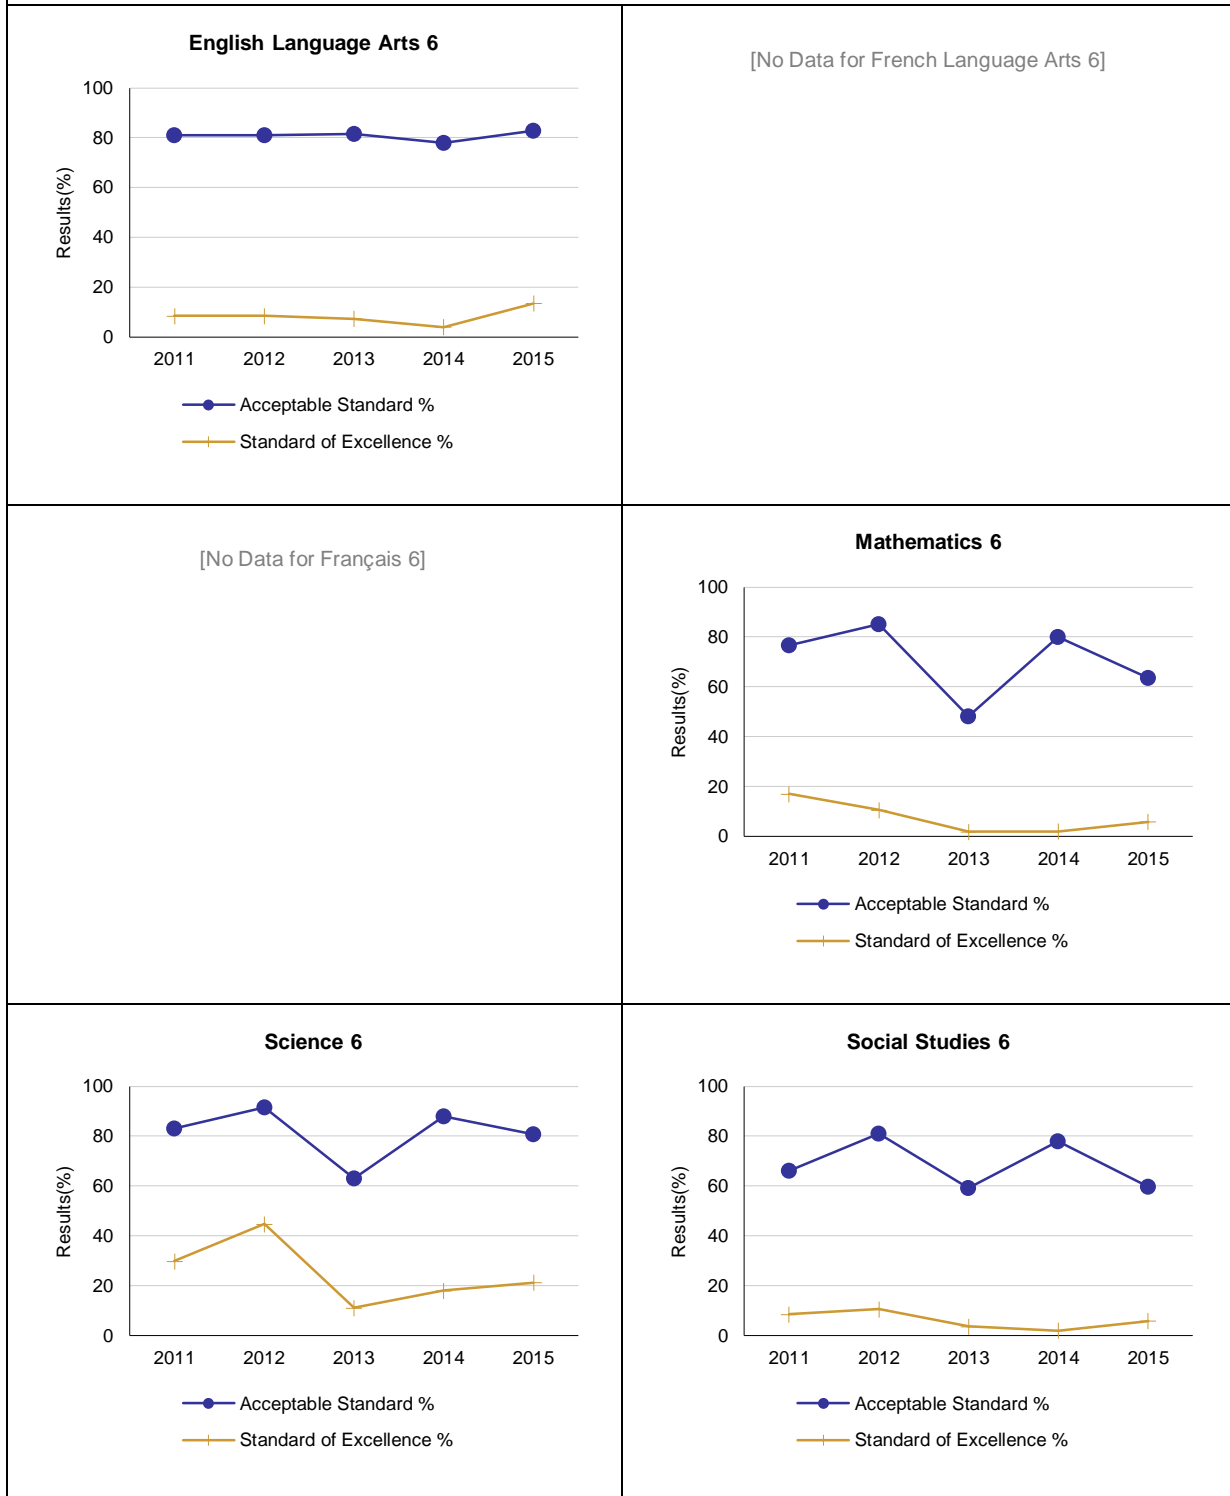 English Language Arts 6
100
80
60
40
20
0
Results(%)
2011 2012 2013 2014 2015
Acceptable Standard %
Standard of Excellence %
[No Data for French Language Arts 6]
[No Data for Français 6]
Mathematics 6
100
80
60
40
20
0
Results(%)
2011 2012 2013 2014 2015
Acceptable Standard %
Standard of Excellence %
Science 6
100
80
60
40
20
0
Results(%)
2011 2012 2013 2014 2015
Acceptable Standard %
Standard of Excellence %
Social Studies 6
100
80
60
40
20
0
Results(%)
2011 2012 2013 2014 2015
Acceptable Standard %
Standard of Excellence %